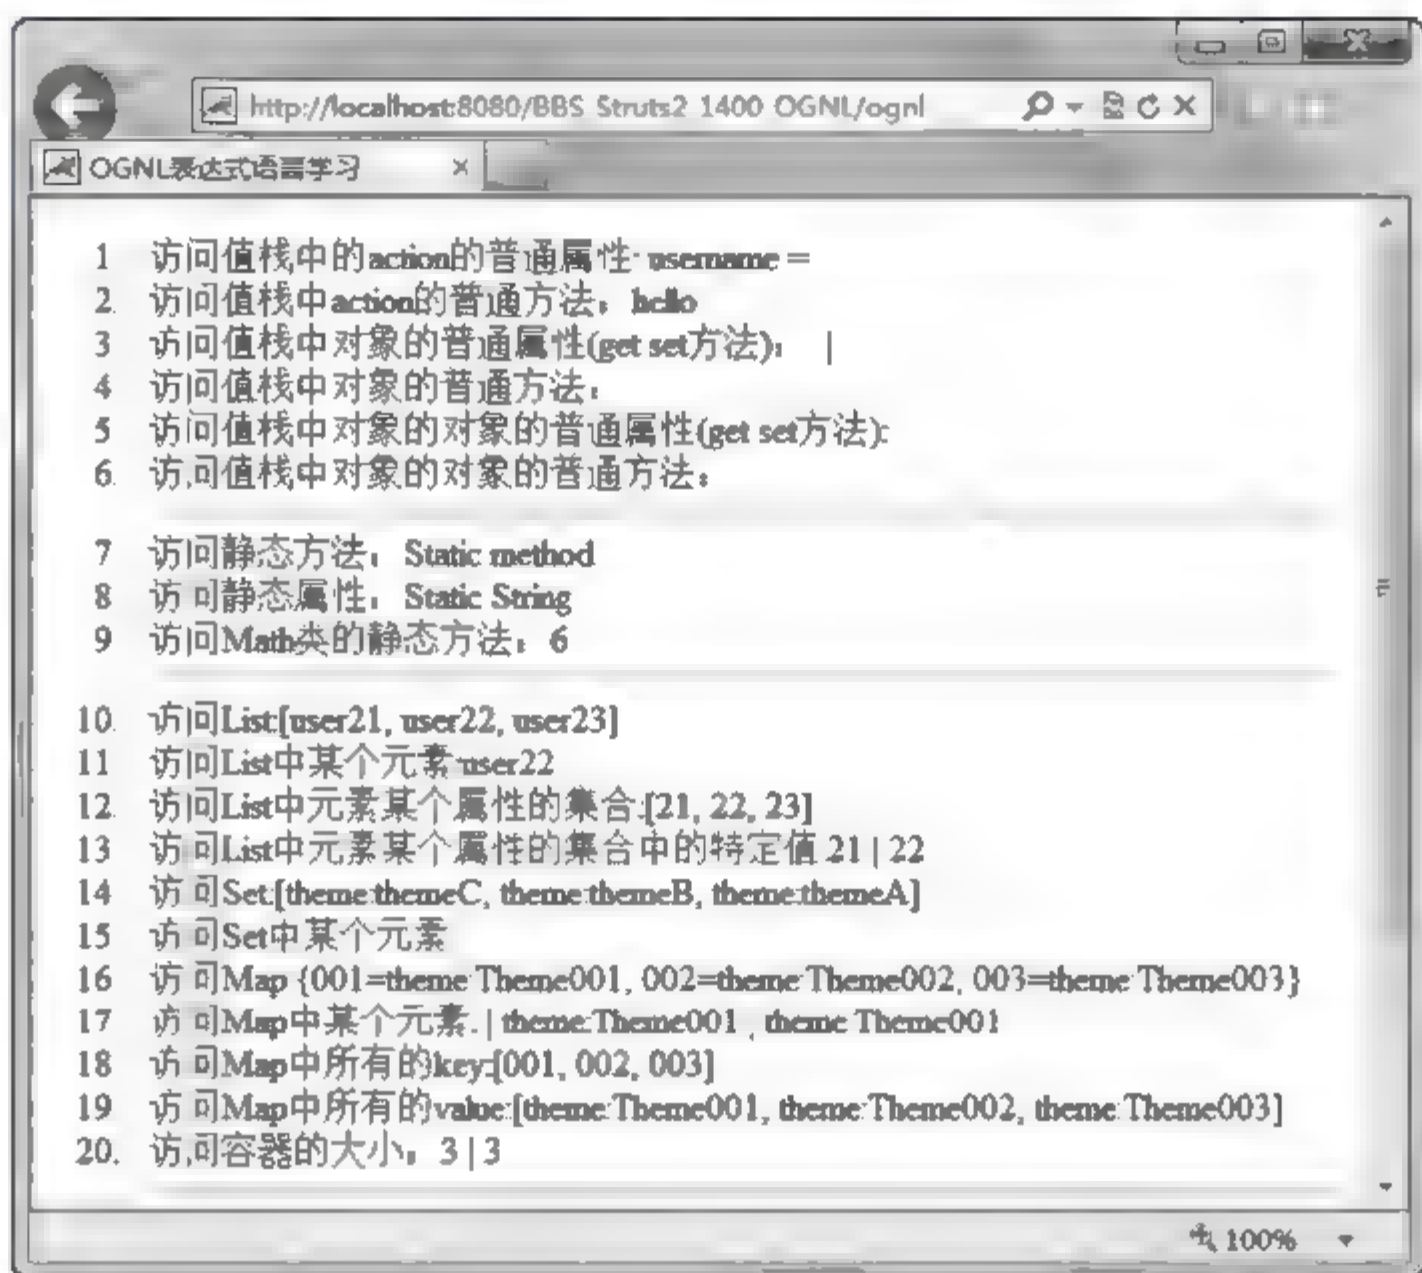 http://localhost:8080/BBS Struts2 1400 OGNL/ognl
OGNL表达式语言学习
1 访问值栈中的action的普通属性: username =
2. 访问值栈中action的普通方法：hello
3 访问值栈中对象的普通属性(get set方法)： |
4 访问值栈中对象的普通方法：
5 访问值栈中对象的对象的普通属性(get set方法):
6. 访问值栈中对象的对象的普通方法：
7 访问静态方法：Static method
8 访问静态属性：Static String
9 访问Math类的静态方法：6
10. 访问List:[user21, user22, user23]
11 访问List中某个元素:user22
12. 访问List中元素某个属性的集合:[21, 22, 23]
13 访问List中元素某个属性的集合中的特定值 21 | 22
14 访问Set:[theme:themeC, theme:themeB, theme:themeA]
15 访问Set中某个元素
16 访问Map {001=theme:Theme001, 002=theme:Theme002, 003=theme:Theme003}
17 访问Map中某个元素. | theme:Theme001 , theme:Theme001
18 访问Map中所有的key:[001, 002, 003]
19 访问Map中所有的value:[theme:Theme001, theme:Theme002, theme:Theme003]
20. 访问容器的大小：3 | 3
100%